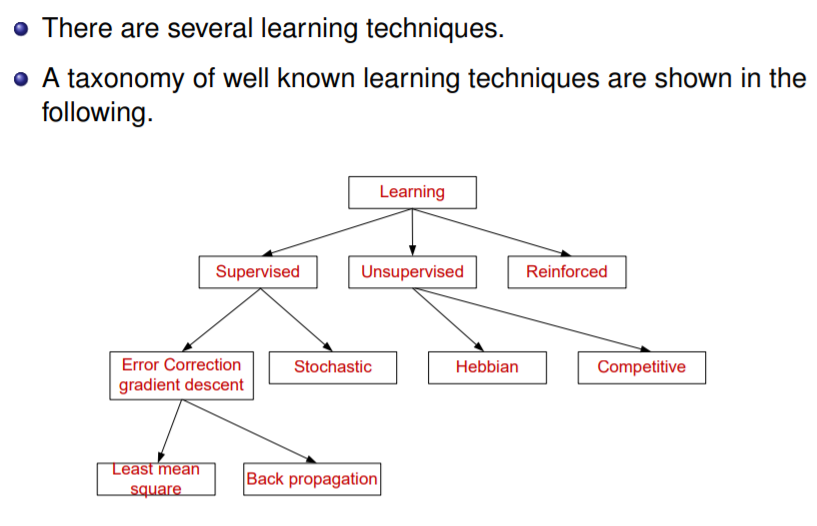 There are several learning techniques.
A taxonomy of well known learning techniques are shown in the
following.
Learning
Supervised
Unsupervised
Reinforced
Error Correction
gradient descent
Stochastic
Hebbian
Competitive
Least mean
square
Back propagation